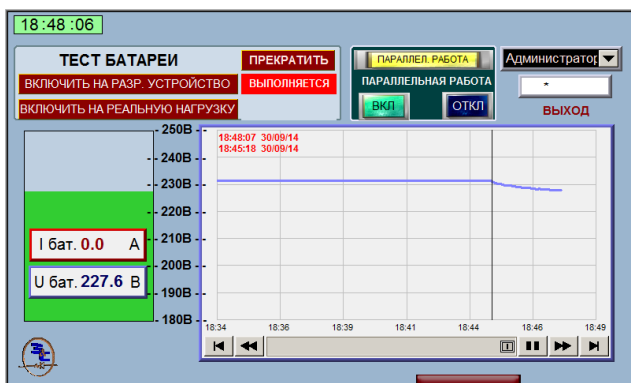 18:48:06
ТЕСТ БАТАРЕИ
ПРЕКРАТИТЬ
ВКЛЮЧИТЬ НА РАЗР. УСТРОЙСТВО
ВЫПОЛНЯЕТСЯ
ВКЛЮЧИТЬ НА РЕАЛЬНУЮ НАГРУЗКУ
ПАРАЛЛЕЛ. РАБОТА
ПАРАЛЛЕЛЬНАЯ РАБОТА
ВКЛ
ОТКЛ
Администратор
*
ВЫХОД
250В
240В
230В
220В
210В
200В
190В
180В
I бат. 0.0 А
U бат. 227.6 В
18:48:07 30/09/14
18:45:18 30/09/14
18:34 18:36 18:39 18:41 18:44 18:46 18:49